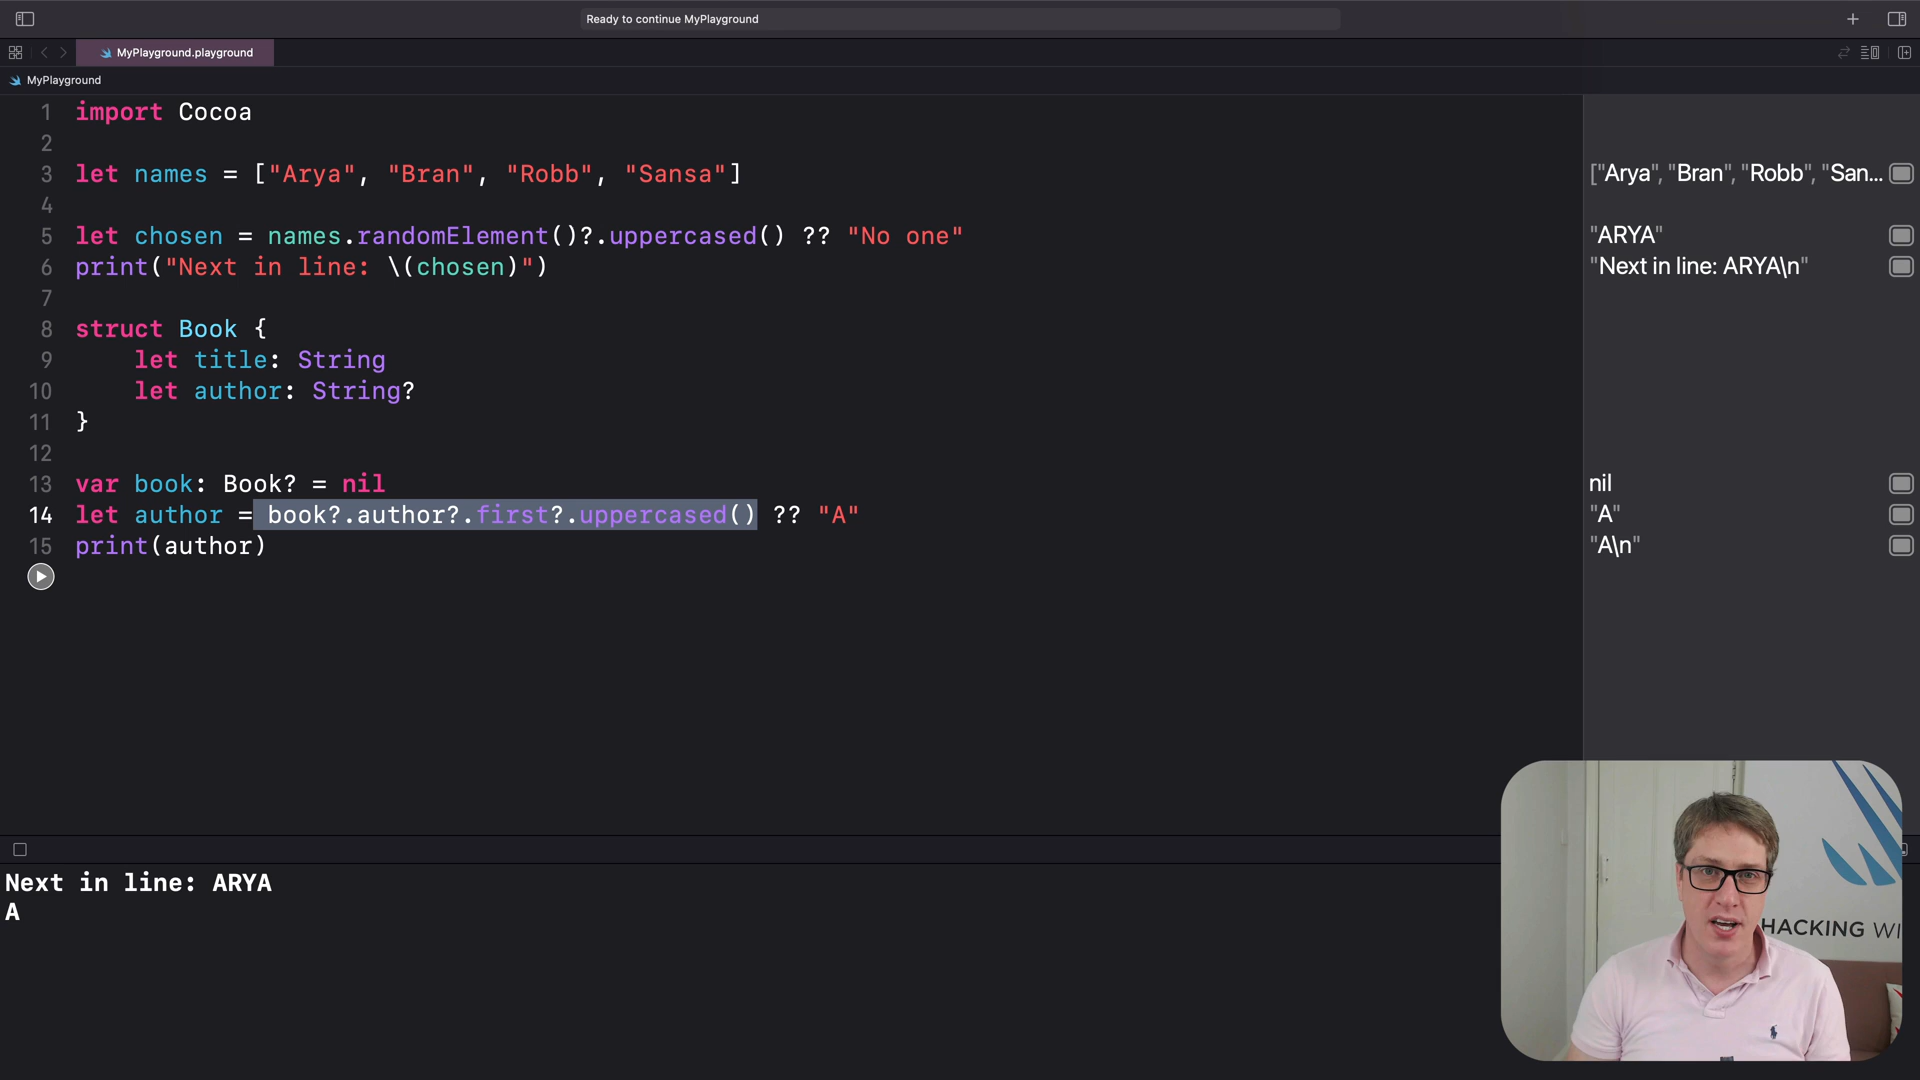 Ready to continue MyPlayground
MyPlayground.playground
MyPlayground
1 import Cocoa
2
3 let names = ["Arya", "Bran", "Robb", "Sansa"]
["Arya", "Bran", "Robb", "San...
4
5 let chosen = names.randomElement()?.uppercased() ?? "No one"
"ARYA"
6 print("Next in line: \(chosen)")
"Next in line: ARYA\n"
7
8 struct Book {
9 let title: String
10 let author: String?
11 }
12
13 var book: Book? = nil
nil
14 let author = book?.author?.first?.uppercased() ?? "A"
"A"
15 print(author)
"A\n"
Next in line: ARYA
A
HACKING WI